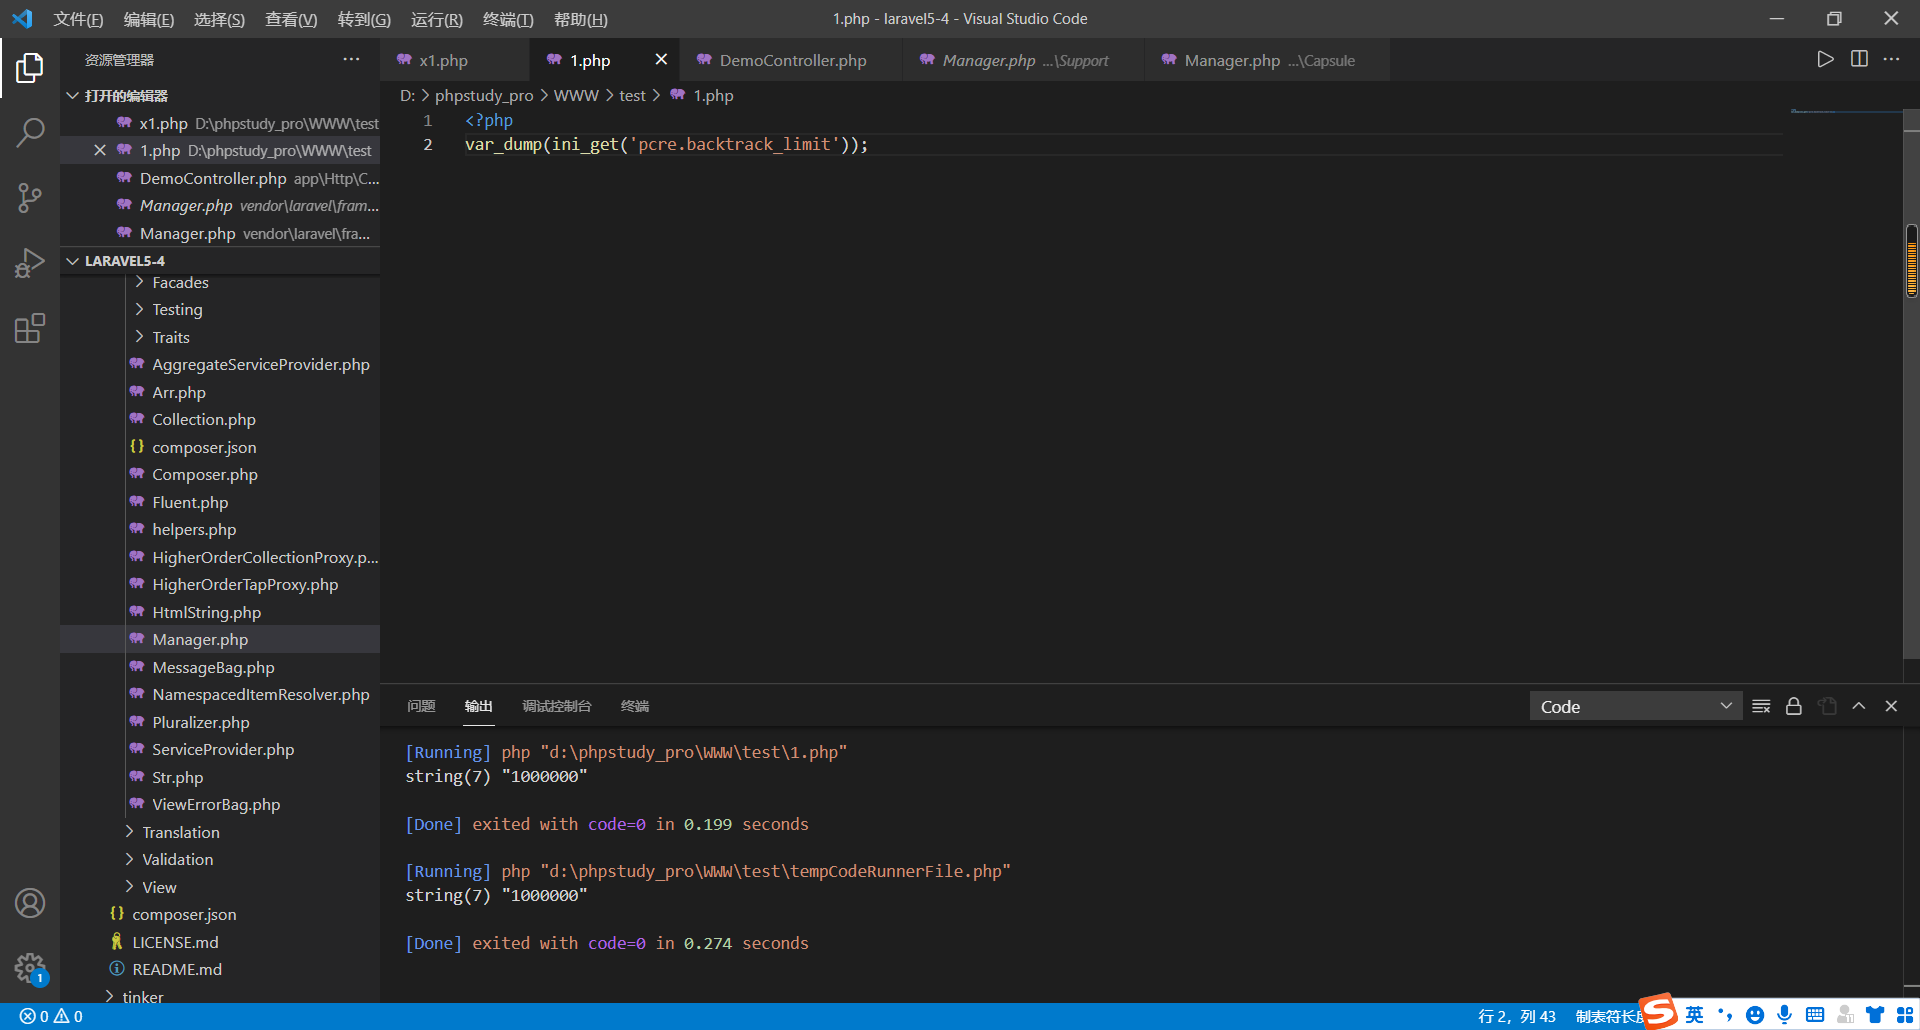 文件(F) 编辑(E) 选择(S) 查看(V) 转到(G) 运行(R) 终端(T) 帮助(H)
1.php - laravel5-4 - Visual Studio Code
资源管理器
打开的编辑器
x1.php D:\phpstudy_pro\WWW\test
1.php D:\phpstudy_pro\WWW\test
DemoController.php app\Http\C...
Manager.php vendor\laravel\fram...
Manager.php vendor\laravel\fra...
LARAVEL5-4
Facades
Testing
Traits
AggregateServiceProvider.php
Arr.php
Collection.php
composer.json
Composer.php
Fluent.php
helpers.php
HigherOrderCollectionProxy.p...
HigherOrderTapProxy.php
HtmlString.php
Manager.php
MessageBag.php
NamespacedItemResolver.php
Pluralizer.php
ServiceProvider.php
Str.php
ViewErrorBag.php
Translation
Validation
View
composer.json
LICENSE.md
README.md
tinker
x1.php 1.php DemoController.php Manager.php ...\Support Manager.php ...\Capsule
D: > phpstudy_pro > WWW > test > 1.php
1 <?php
2 var_dump(ini_get('pcre.backtrack_limit'));
问题 输出 调试控制台 终端
Code
[Running] php "d:\phpstudy_pro\WWW\test\1.php"
string(7) "1000000"
[Done] exited with code=0 in 0.199 seconds
[Running] php "d:\phpstudy_pro\WWW\test\tempCodeRunnerFile.php"
string(7) "1000000"
[Done] exited with code=0 in 0.274 seconds
1
0 0
行 2，列 43 制表符长
S 英